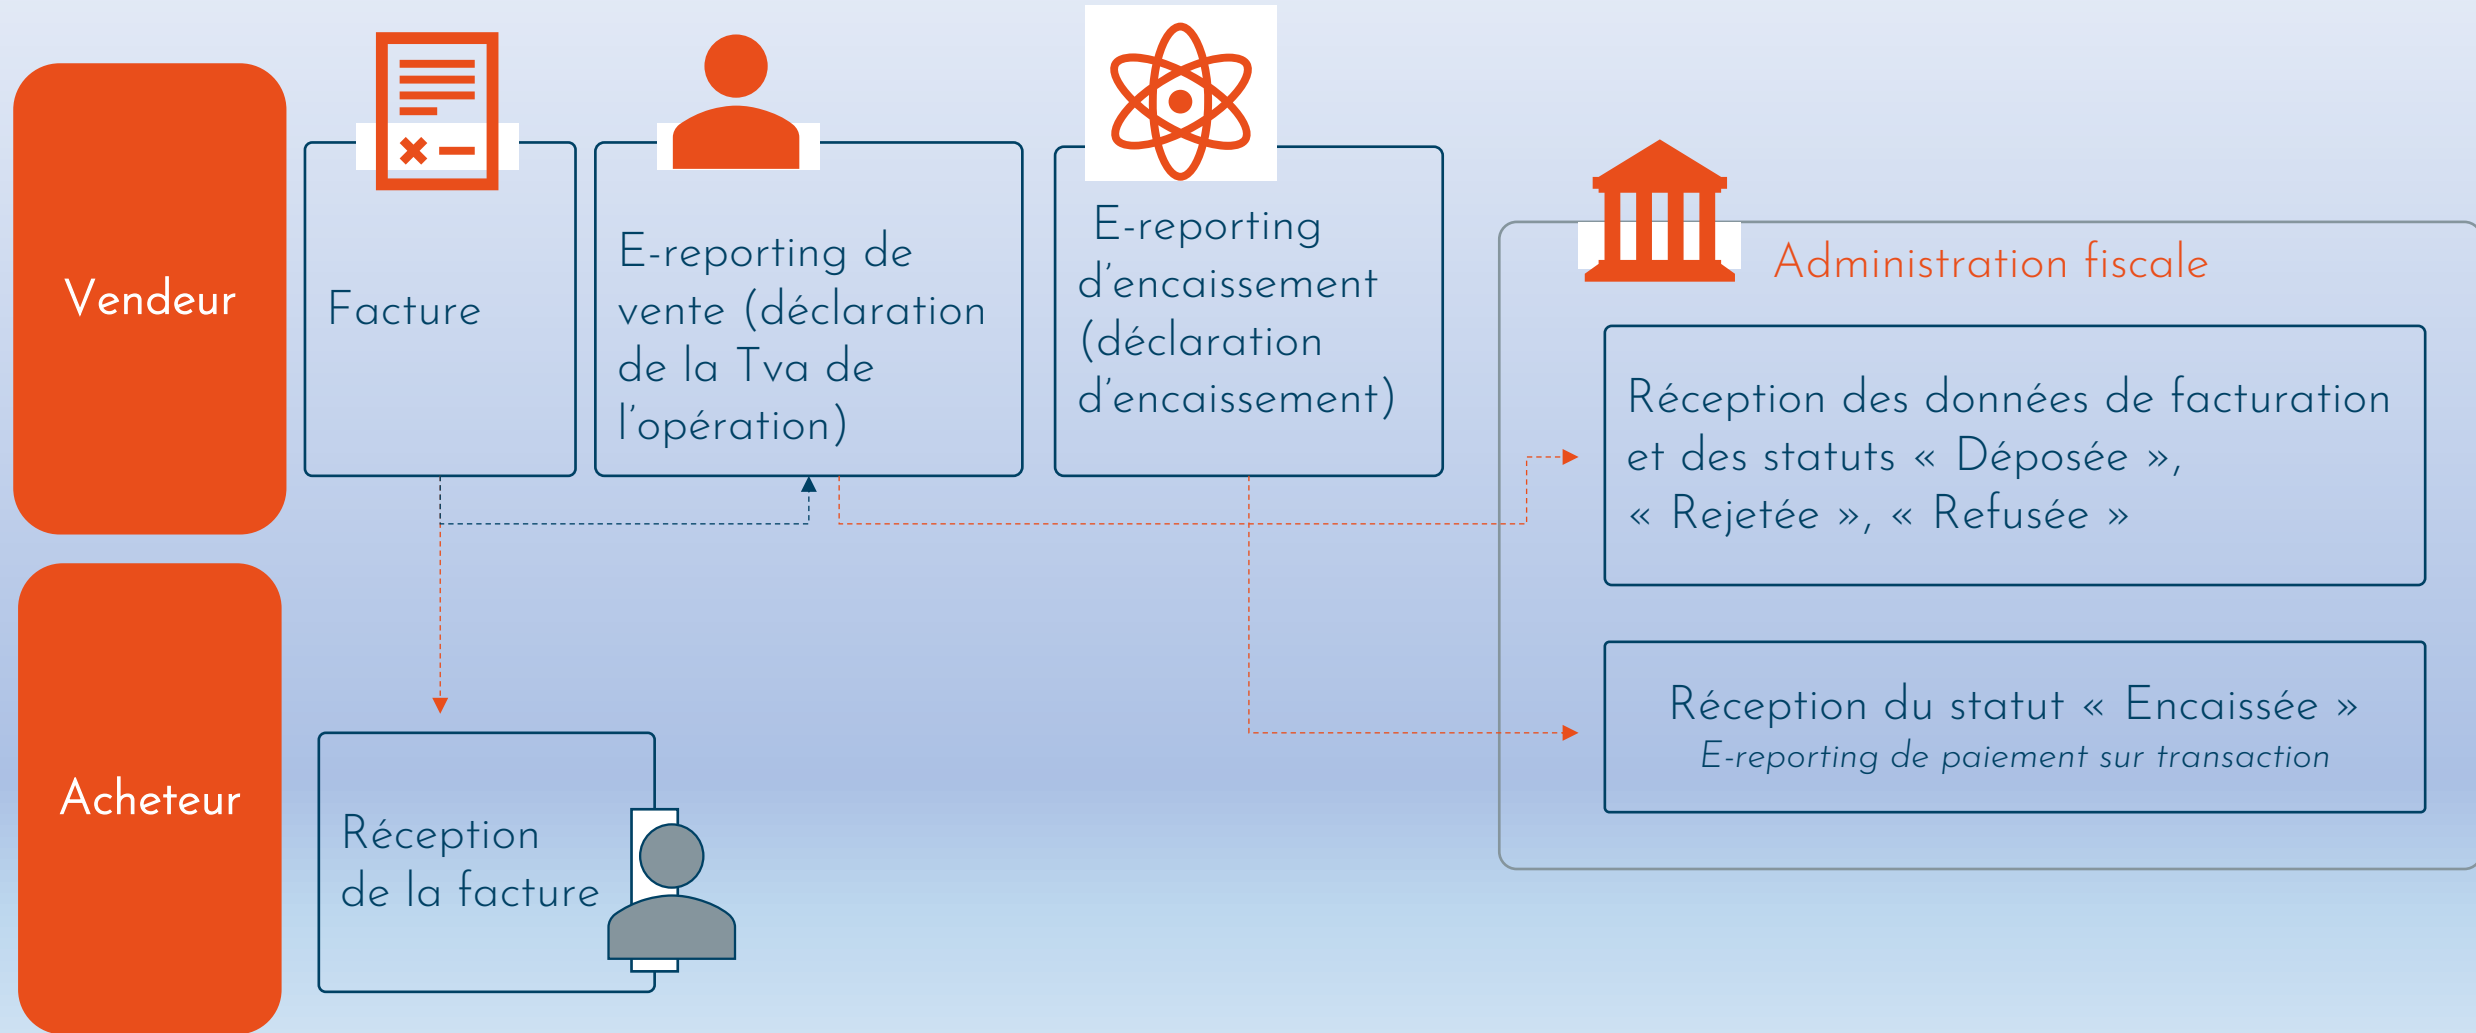 Vendeur
Facture
E-reporting de
vente (déclaration
de la Tva de
l'opération)
E-reporting
d'encaissement
(déclaration
d'encaissement)
Administration fiscale
Réception des données de facturation
et des statuts « Déposée »,
« Rejetée », « Refusée »
Réception du statut « Encaissée »
E-reporting de paiement sur transaction
Acheteur
Réception
de la facture